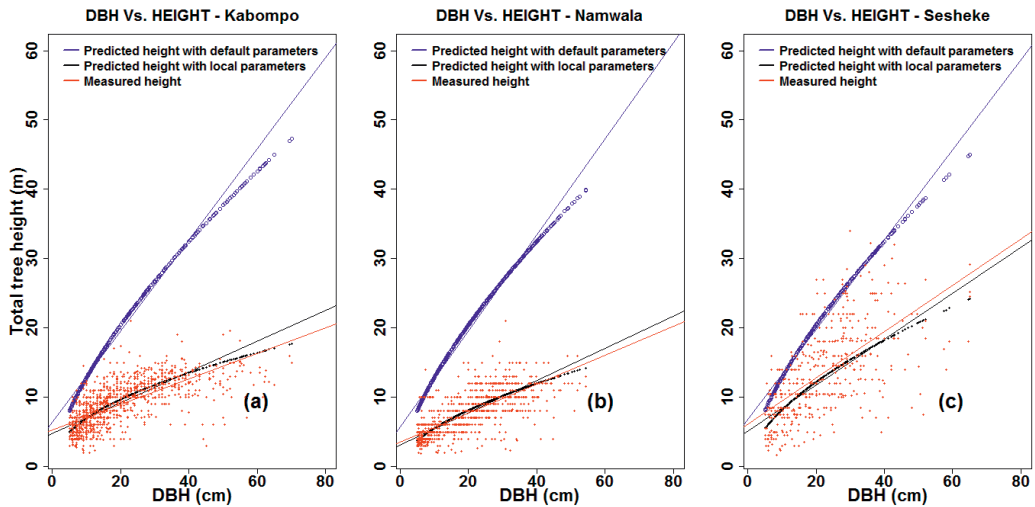 DBH Vs. HEIGHT - Kabompo
Predicted height with default parameters
Predicted height with local parameters
Measured height
Total tree height (m)
0
10
20
30
40
50
60
(a)
0
20
40
60
80
DBH (cm)
DBH Vs. HEIGHT - Namwala
Predicted height with default parameters
Predicted height with local parameters
Measured height
0
10
20
30
40
50
60
(b)
0
20
40
60
80
DBH (cm)
DBH Vs. HEIGHT - Sesheke
Predicted height with default parameters
Predicted height with local parameters
Measured height
0
10
20
30
40
50
60
(c)
0
20
40
60
80
DBH (cm)